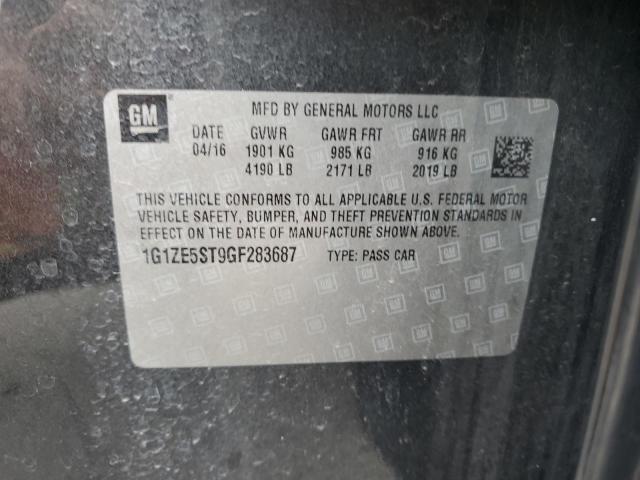 GM
MFD BY GENERAL MOTORS LLC
DATE GVWR GAWR FRT GAWR RR
04/16 1901 KG 985 KG 916 KG
4190 LB 2171 LB 2019 LB
THIS VEHICLE CONFORMS TO ALL APPLICABLE U.S. FEDERAL MOTOR
VEHICLE SAFETY, BUMPER, AND THEFT PREVENTION STANDARDS IN
EFFECT ON THE DATE OF MANUFACTURE SHOWN ABOVE.
1G1ZE5ST9GF283687 TYPE: PASS CAR